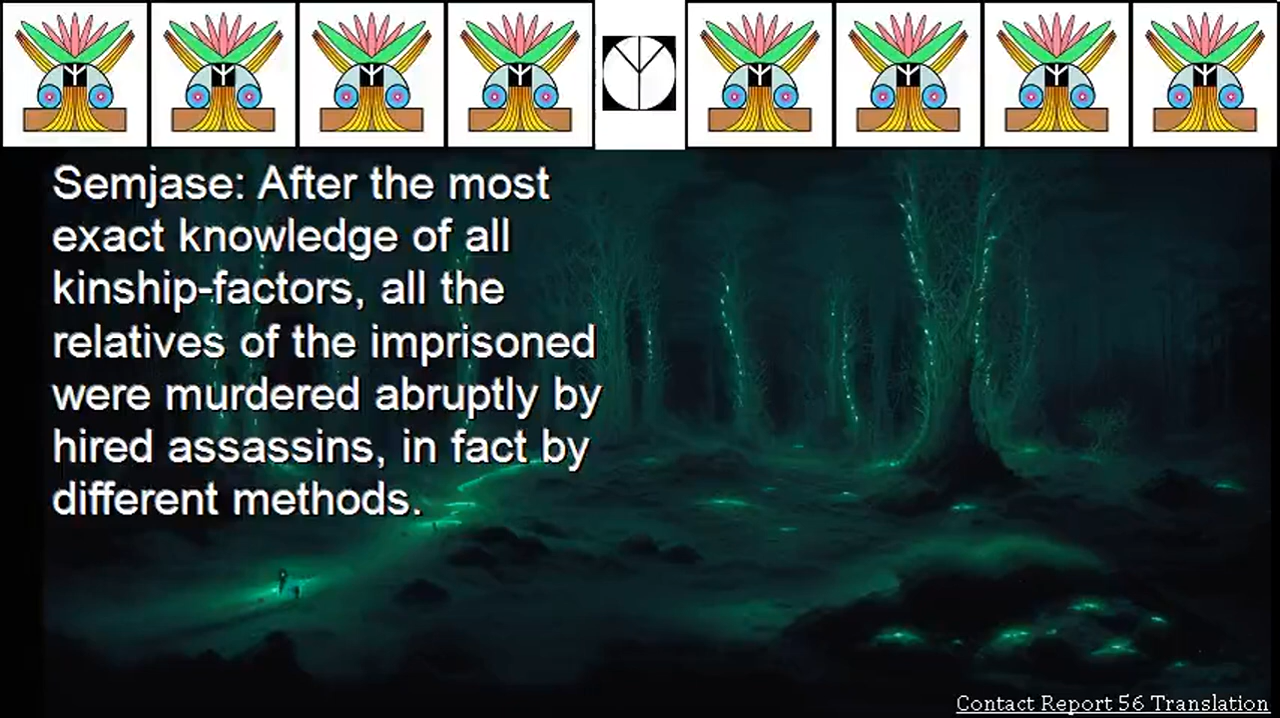 Semjase: After the most
exact knowledge of all
kinship-factors, all the
relatives of the imprisoned
were murdered abruptly by
hired assassins, in fact by
different methods.
Contact Report 56 Translation